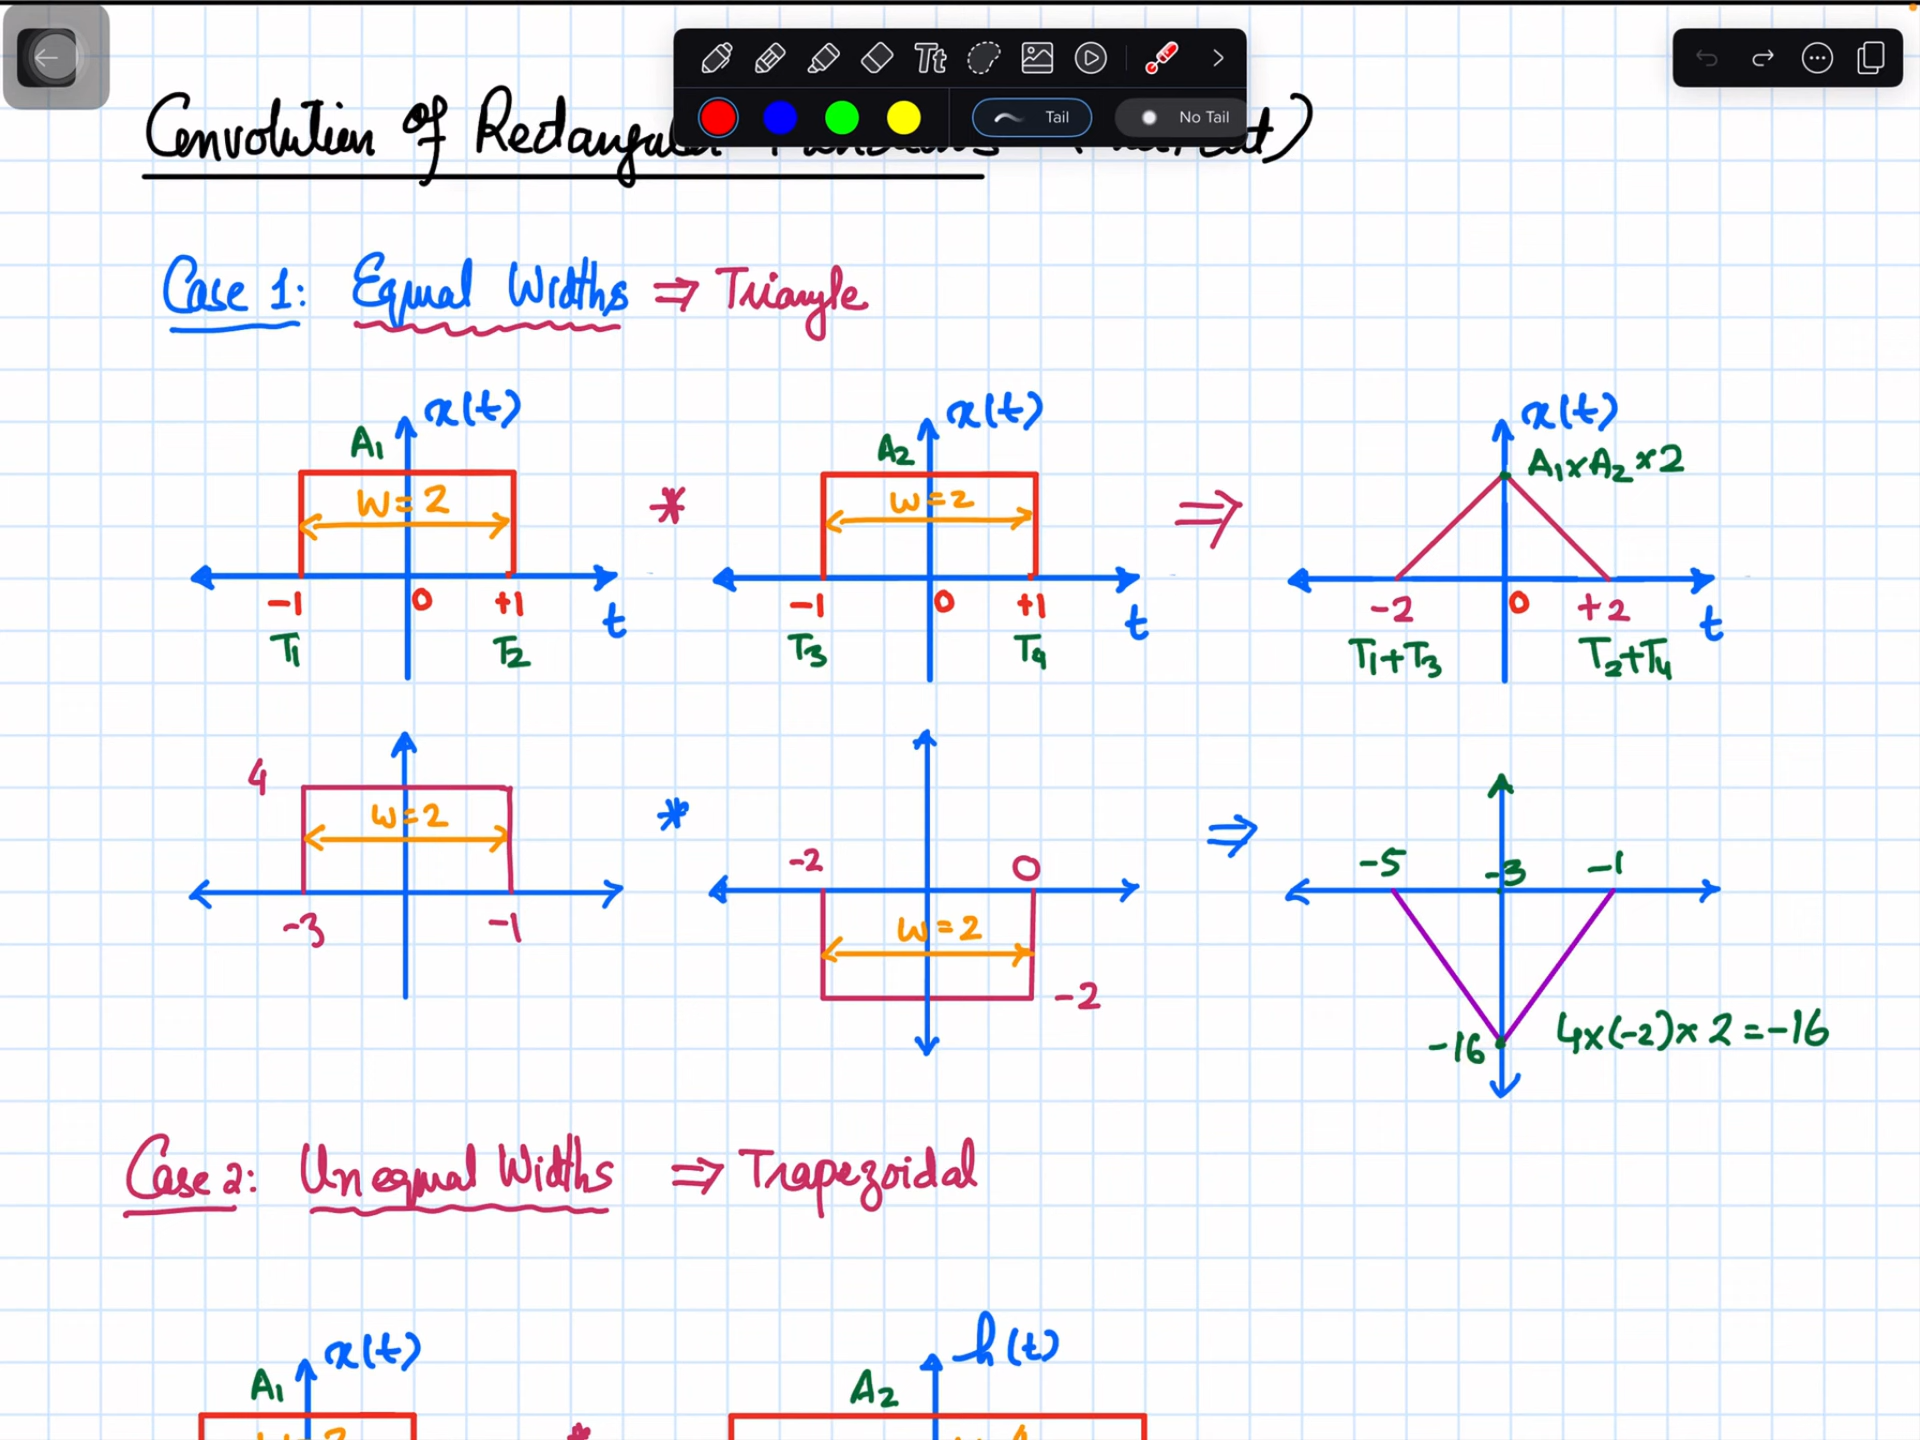 Tt
Tail No Tail
Convolution of Rectangular
Case 1: Equal Widths ⇒ Triangle
x(t) x(t) x(t)
A1 A2 A1×A2×2
W=2 * W=2 ⇒
-1 0 +1 t -1 0 +1 t -2 0 +2 t
T1 T2 T3 T4 T1+T3 T2+T4
4 W=2 * ⇒
-2 0 -5 -3 -1
-3 -1 W=2
-2 -16 4×(-2)×2=-16
Case 2: Unequal Widths ⇒ Trapezoidal
x(t) h(t)
A1 A2
*